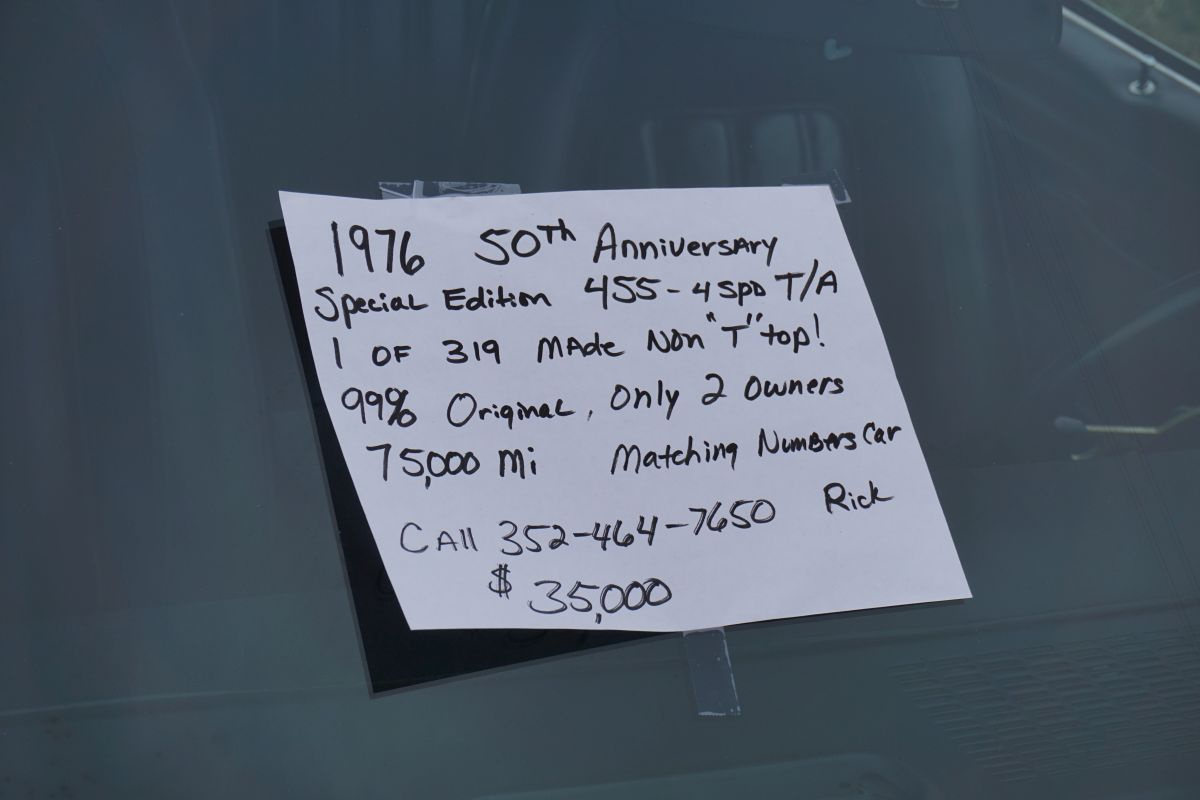 1976 50th Anniversary
Special Edition 455-4 SPD T/A
1 OF 319 Made Non "T" top!
99% Original, only 2 owners
75,000 Mi Matching Numbers Car
Call 352-464-7650 Rick
$ 35,000